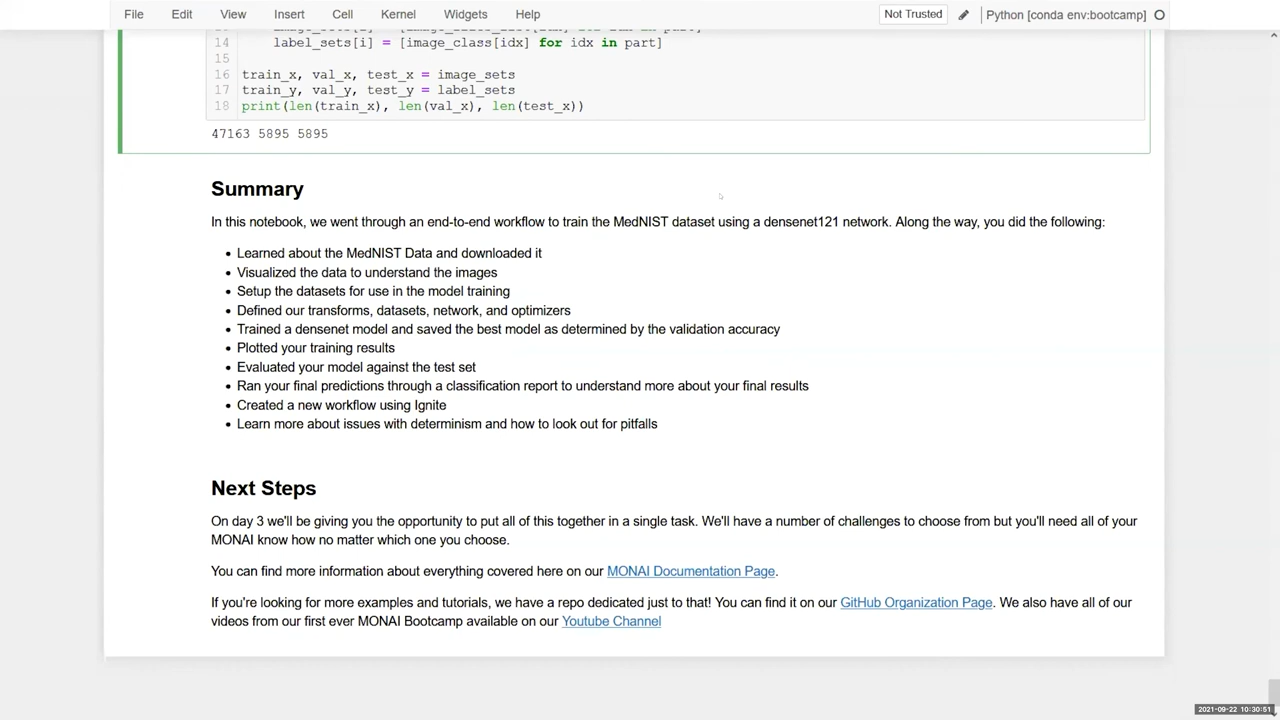 File Edit View Insert Cell Kernel Widgets Help Not Trusted Python [conda env:bootcamp]
14 label_sets[i] = [image_class[idx] for idx in part]
15
16 train_x, val_x, test_x = image_sets
17 train_y, val_y, test_y = label_sets
18 print(len(train_x), len(val_x), len(test_x))
47163 5895 5895
Summary
In this notebook, we went through an end-to-end workflow to train the MedNIST dataset using a densenet121 network. Along the way, you did the following:
• Learned about the MedNIST Data and downloaded it
• Visualized the data to understand the images
• Setup the datasets for use in the model training
• Defined our transforms, datasets, network, and optimizers
• Trained a densenet model and saved the best model as determined by the validation accuracy
• Plotted your training results
• Evaluated your model against the test set
• Ran your final predictions through a classification report to understand more about your final results
• Created a new workflow using Ignite
• Learn more about issues with determinism and how to look out for pitfalls
Next Steps
On day 3 we'll be giving you the opportunity to put all of this together in a single task. We'll have a number of challenges to choose from but you'll need all of your
MONAI know how no matter which one you choose.
You can find more information about everything covered here on our MONAI Documentation Page.
If you're looking for more examples and tutorials, we have a repo dedicated just to that! You can find it on our GitHub Organization Page. We also have all of our
videos from our first ever MONAI Bootcamp available on our Youtube Channel
2021-09-22 10:30:51